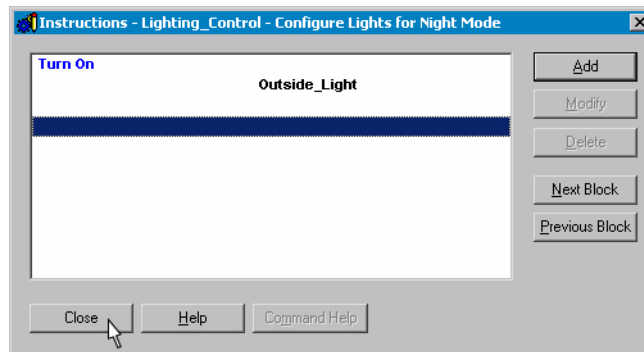 Instructions - Lighting_Control - Configure Lights for Night Mode
Turn On
Outside_Light
Add
Modify
Delete
Next Block
Previous Block
Close
Help
Command Help